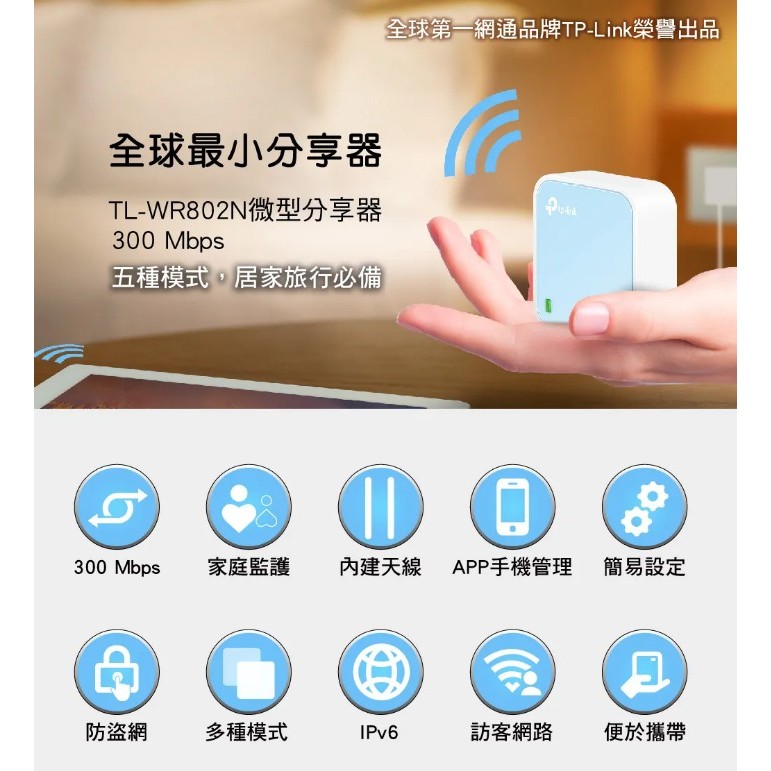 全球第一網通品牌TP-Link榮譽出品
全球最小分享器
TL-WR802N微型分享器
300 Mbps
五種模式，居家旅行必備
tp-link
300 Mbps
家庭監護
內建天線
APP手機管理
簡易設定
防盜網
多種模式
IPv6
訪客網路
便於攜帶